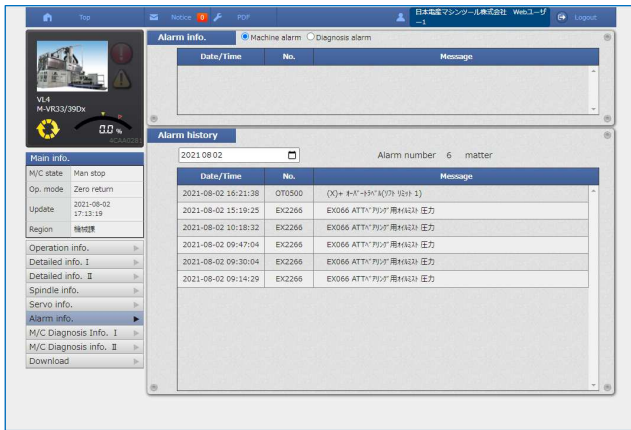 Top
Notice 0
PDF
日本電産マシンツール株式会社 Webユーザ
ー1
Logout
VL4
M-VR33/39Dx
0.0 %
ACAA0281
Main info.
M/C state Man stop
Op. mode Zero return
Update 2021-08-02
17:13:19
Region 機械課
Operation info.
Detailed info. I
Detailed info. Ⅱ
Spindle info.
Servo info.
Alarm info.
M/C Diagnosis Info. I
M/C Diagnosis info. Ⅱ
Download
Alarm info.
Machine alarm Diagnosis alarm
Date/Time No. Message
Alarm history
2021/08/02
Alarm number 6 matter
Date/Time No. Message
2021-08-02 16:21:38 OT0500 (X)+ ｵｰﾊﾞｰﾄﾗﾍﾞﾙ(ｿﾌﾄ ﾘﾐｯﾄ 1)
2021-08-02 15:19:25 EX2266 EX066 ATTﾍﾞｱﾘﾝｸﾞ用ｵｲﾙﾐｽﾄ 圧力
2021-08-02 10:18:32 EX2266 EX066 ATTﾍﾞｱﾘﾝｸﾞ用ｵｲﾙﾐｽﾄ 圧力
2021-08-02 09:47:04 EX2266 EX066 ATTﾍﾞｱﾘﾝｸﾞ用ｵｲﾙﾐｽﾄ 圧力
2021-08-02 09:30:04 EX2266 EX066 ATTﾍﾞｱﾘﾝｸﾞ用ｵｲﾙﾐｽﾄ 圧力
2021-08-02 09:14:29 EX2266 EX066 ATTﾍﾞｱﾘﾝｸﾞ用ｵｲﾙﾐｽﾄ 圧力